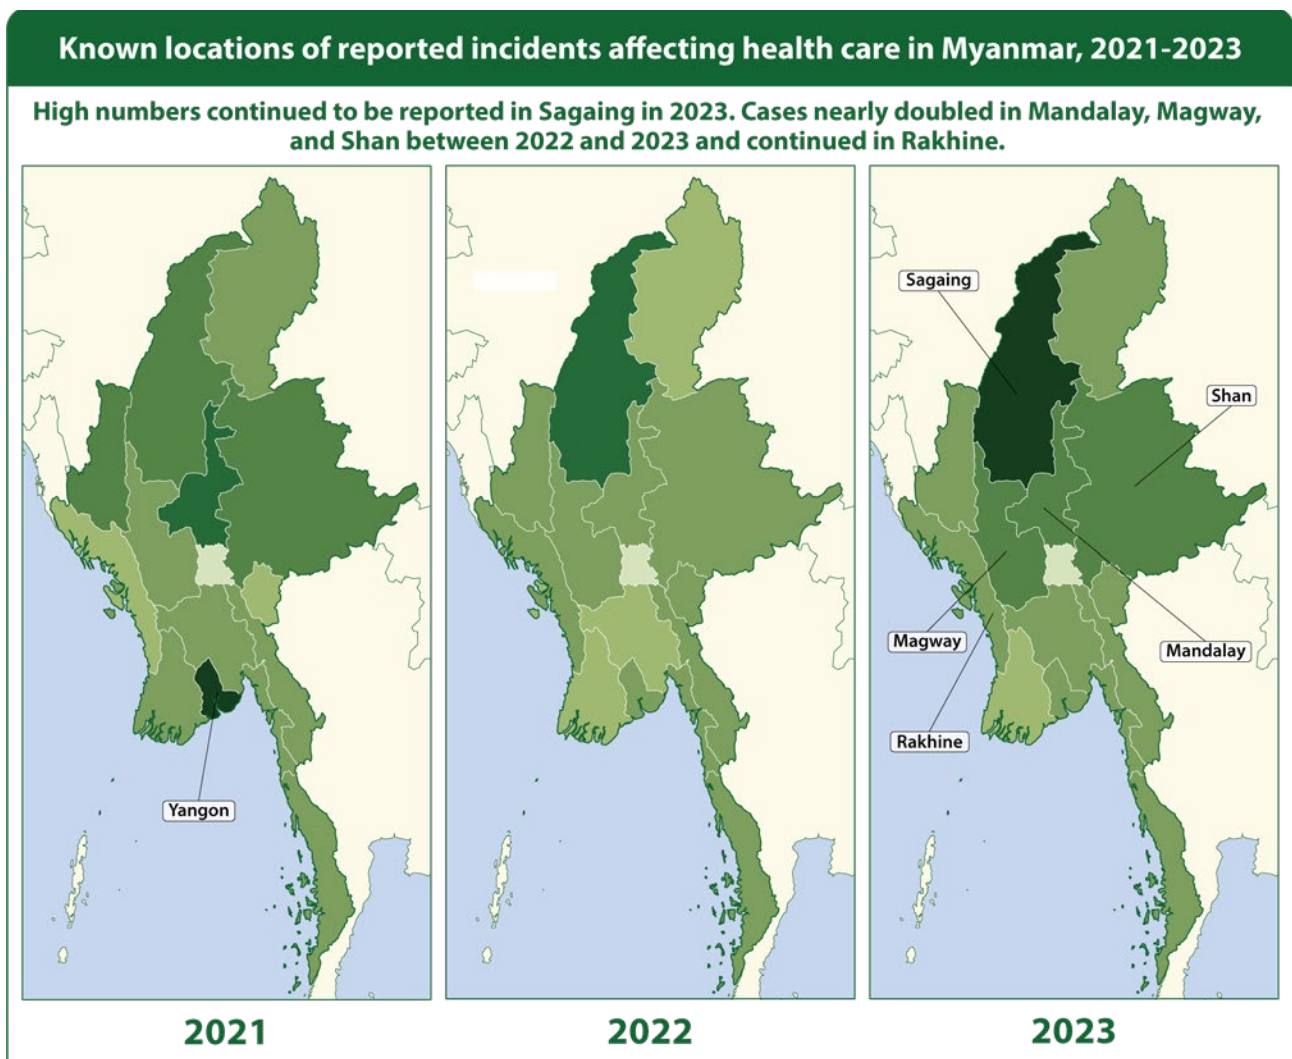 Known locations of reported incidents affecting health care in Myanmar, 2021-2023
High numbers continued to be reported in Sagaing in 2023. Cases nearly doubled in Mandalay, Magway,
and Shan between 2022 and 2023 and continued in Rakhine.
Yangon
Sagaing
Shan
Magway
Mandalay
Rakhine
2021
2022
2023